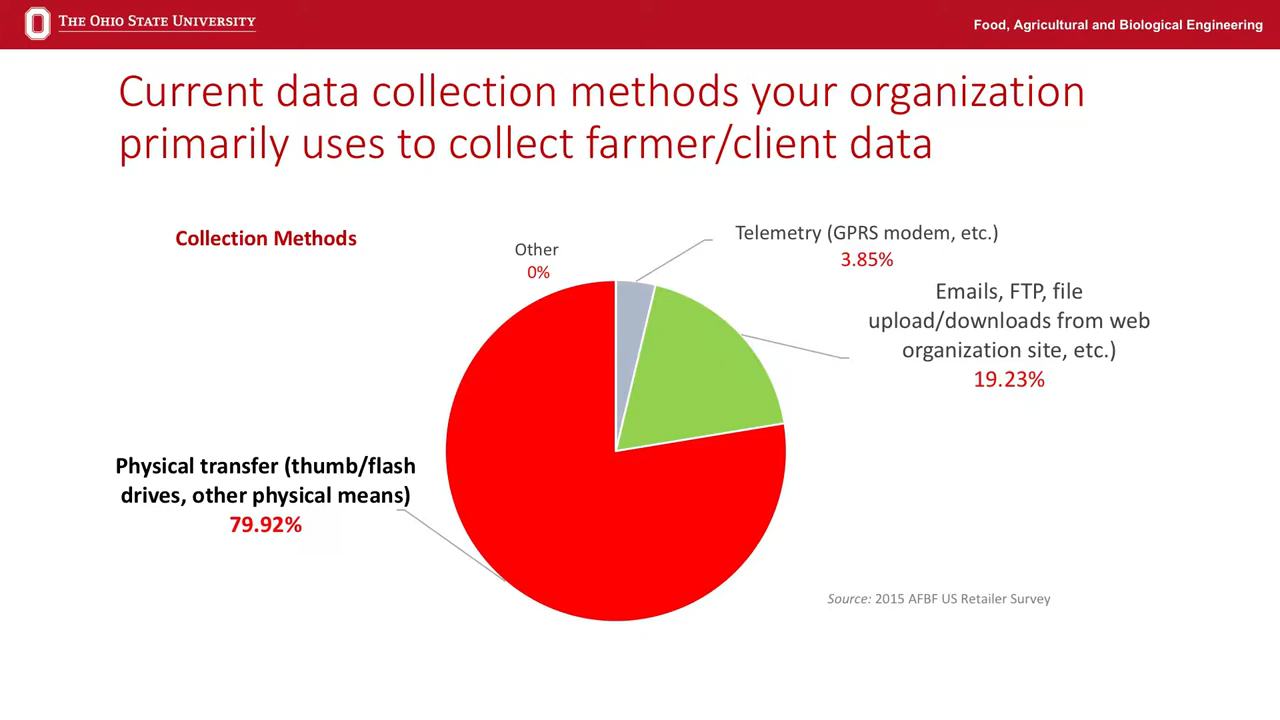 THE OHIO STATE UNIVERSITY
Food, Agricultural and Biological Engineering
Current data collection methods your organization
primarily uses to collect farmer/client data
Collection Methods
Other
0%
Telemetry (GPRS modem, etc.)
3.85%
Emails, FTP, file
upload/downloads from web
organization site, etc.)
19.23%
Physical transfer (thumb/flash
drives, other physical means)
79.92%
Source: 2015 AFBF US Retailer Survey